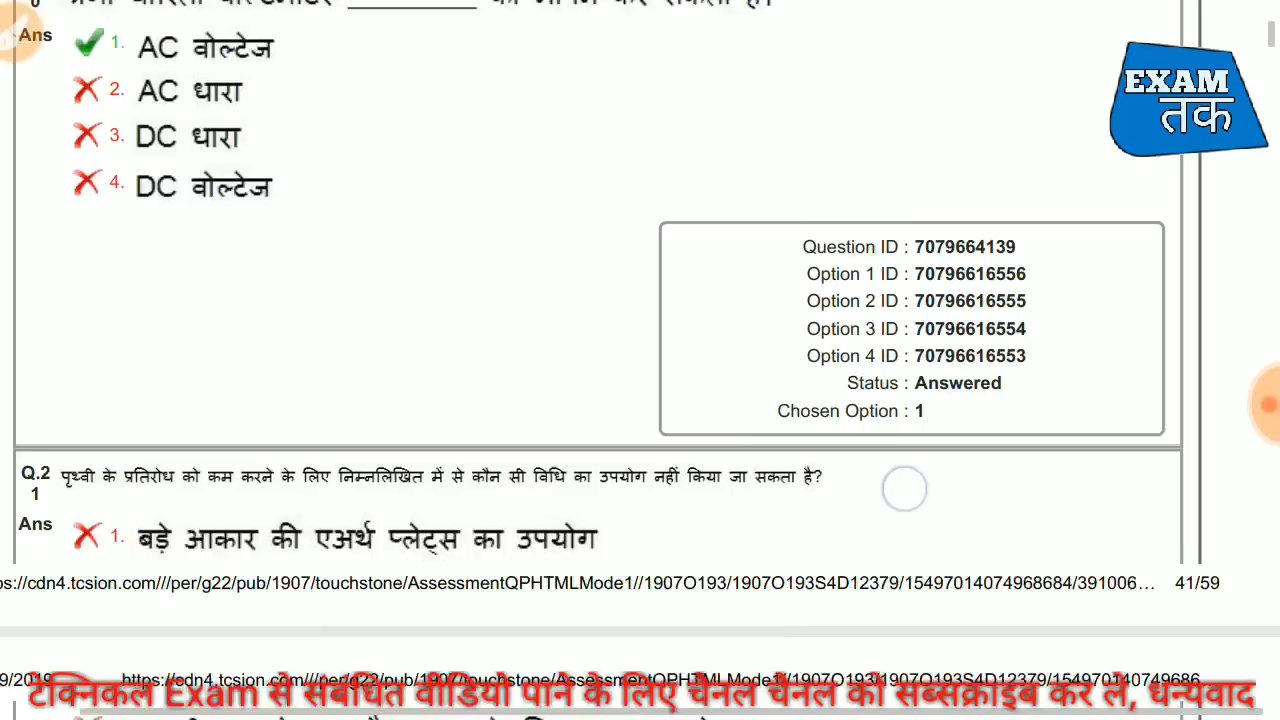 Ans
1. AC वोल्टेज
2. AC धारा
3. DC धारा
4. DC वोल्टेज
EXAM
तक
Question ID : 7079664139
Option 1 ID : 70796616556
Option 2 ID : 70796616555
Option 3 ID : 70796616554
Option 4 ID : 70796616553
Status : Answered
Chosen Option : 1
Q.2 पृथ्वी के प्रतिरोध को कम करने के लिए निम्नलिखित में से कौन सी विधि का उपयोग नहीं किया जा सकता है?
1
Ans
1. बड़े आकार की एअर्थ प्लेट्स का उपयोग
os://cdn4.tcsion.com///per/g22/pub/1907/touchstone/AssessmentQPHTMLMode1//1907O193/1907O193S4D12379/15497014074968684/391006… 41/59
टेक्निकल Exam से संबंधित वीडियो पाने के लिए चैनल चैनल को सब्सक्राइब कर ले, धन्यवाद